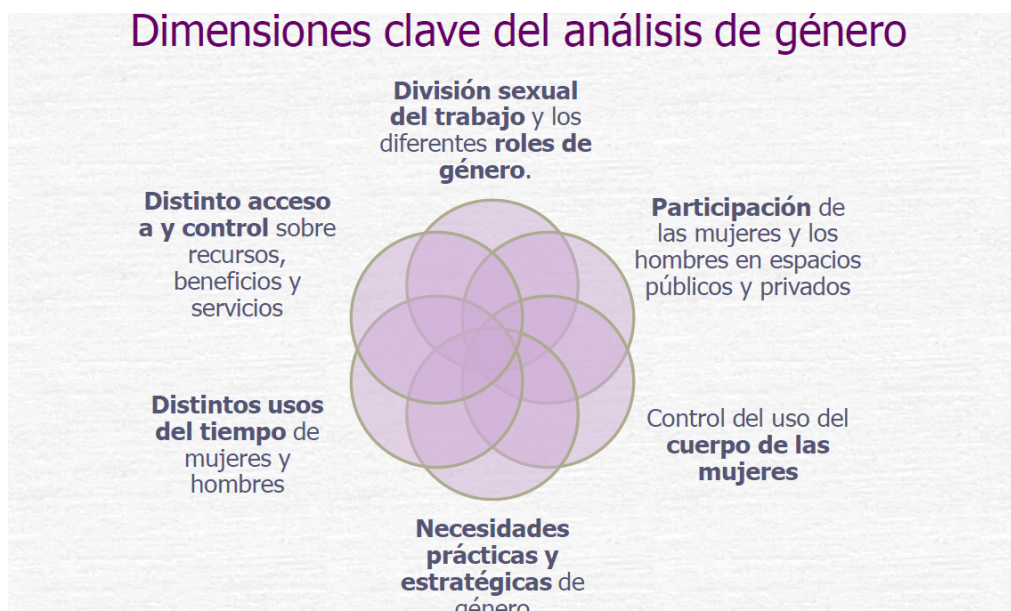 Dimensiones clave del análisis de género
División sexual
del trabajo y los
diferentes roles de
género.
Participación de
las mujeres y los
hombres en espacios
públicos y privados
Control del uso del
cuerpo de las
mujeres
Necesidades
prácticas y
estratégicas de
género
Distintos usos
del tiempo de
mujeres y
hombres
Distinto acceso
a y control sobre
recursos,
beneficios y
servicios